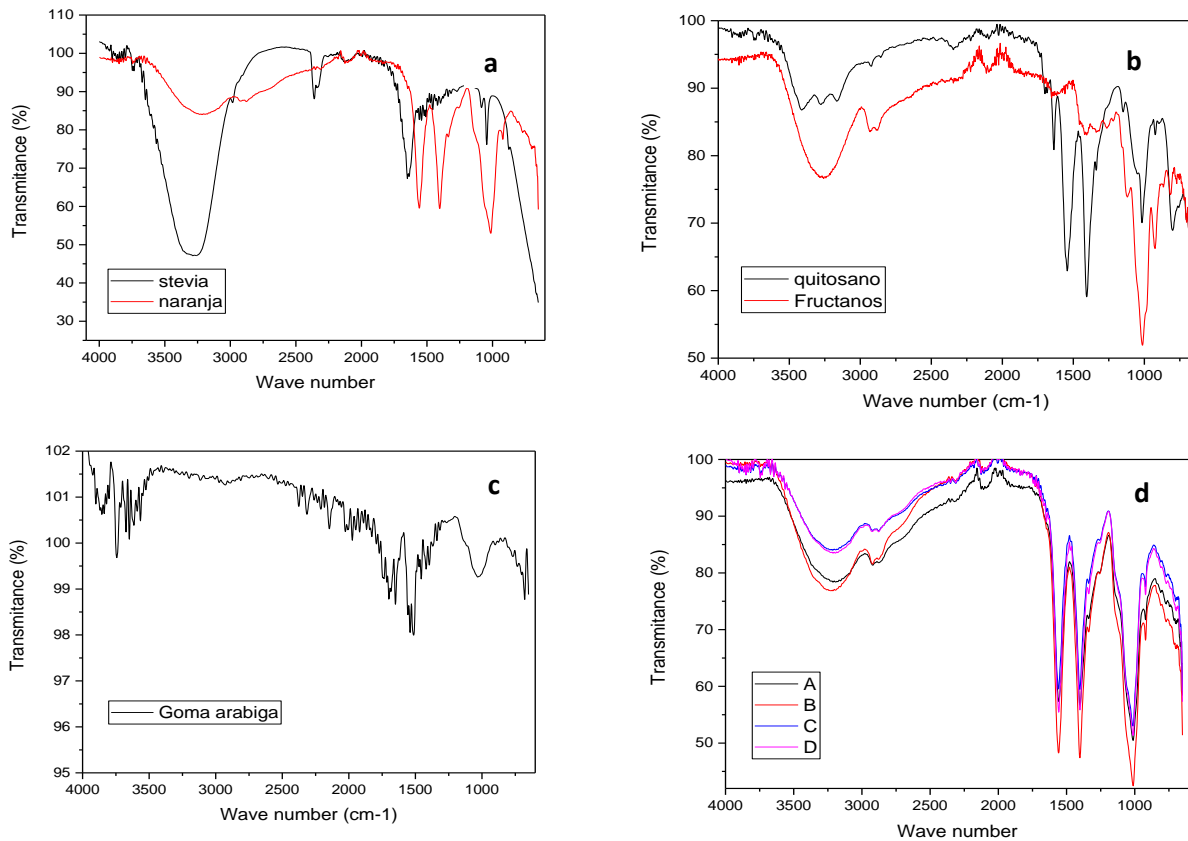 110
100
90
80
70
60
50
40
30
Transmitance (%)
a
stevia
naranja
4000 3500 3000 2500 2000 1500 1000
Wave number
100
90
80
70
60
50
Transmitance (%)
b
quitosano
Fructanos
4000 3500 3000 2500 2000 1500 1000
Wave number (cm-1)
102
101
100
99
98
97
96
95
Transmitance (%)
c
Goma arabiga
4000 3500 3000 2500 2000 1500 1000
Wave number (cm-1)
100
90
80
70
60
50
Transmitance (%)
d
A
B
C
D
4000 3500 3000 2500 2000 1500 1000
Wave number